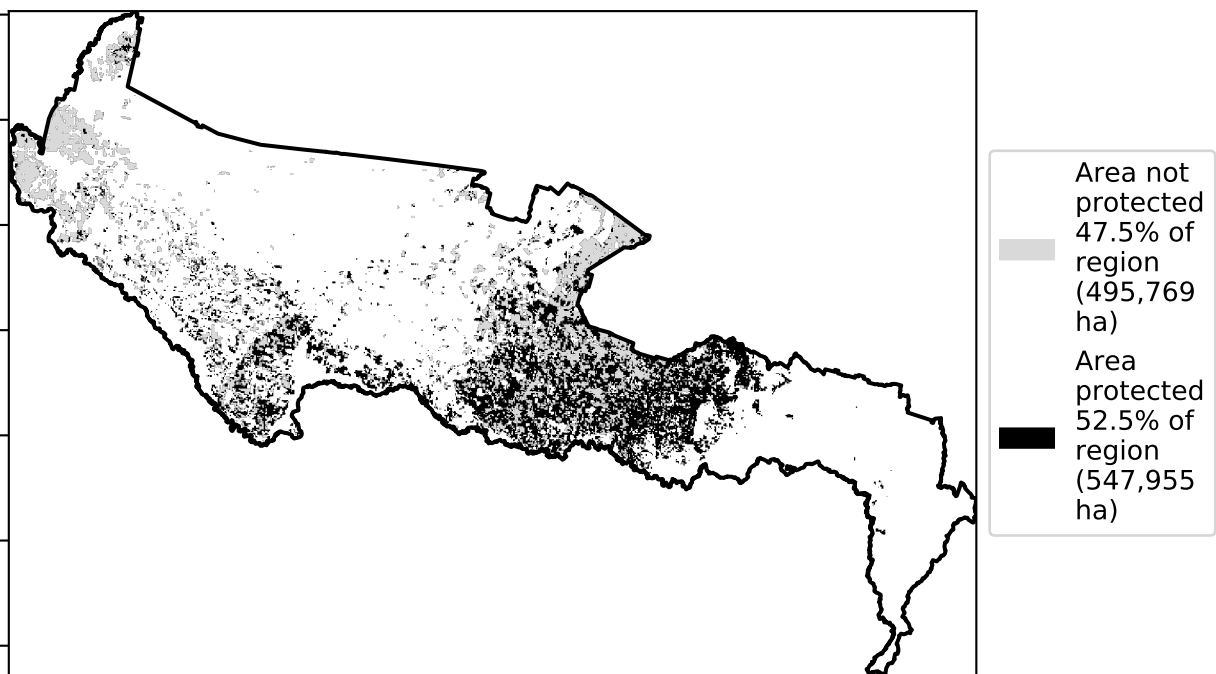 Area not
protected
47.5% of
region
(495,769
ha)
Area
protected
52.5% of
region
(547,955
ha)